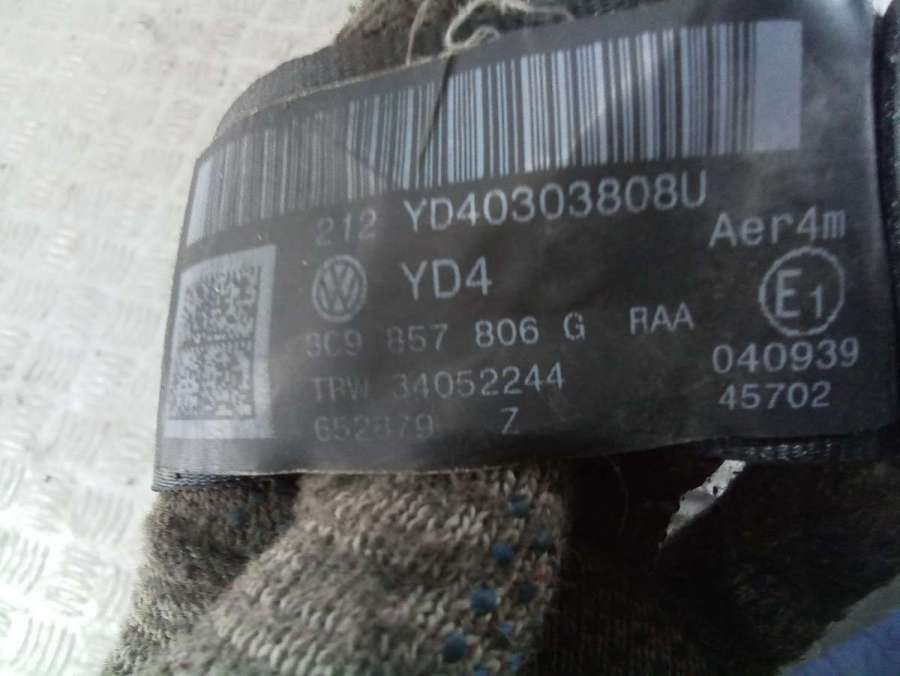 212 YD40303808U
Aer4m
YD4
E1
3C9 857 806 G RAA
040939
TRW 34052244
45702
652879 Z